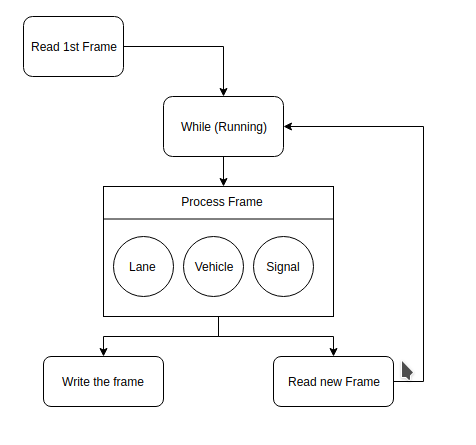 Read 1st Frame
While (Running)
Process Frame
Lane
Vehicle
Signal
Write the frame
Read new Frame